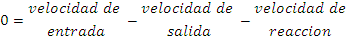 0 = velocidad de entrada − velocidad de salida − velocidad de reaccion